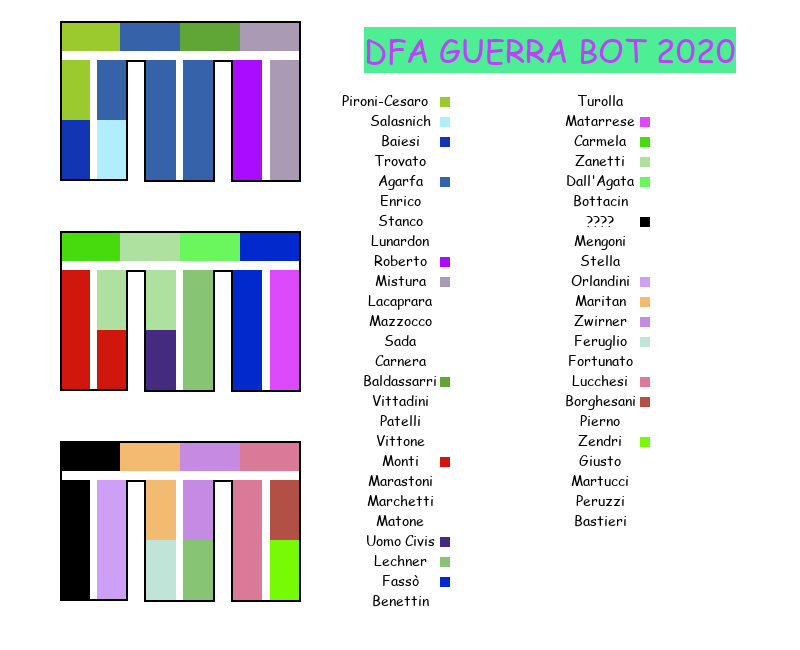 DFA GUERRA BOT 2020
Pironi-Cesaro
Salasnich
Baiesi
Trovato
Agarfa
Enrico
Stanco
Lunardon
Roberto
Mistura
Lacaprara
Mazzocco
Sada
Carnera
Baldassarri
Vittadini
Patelli
Vittone
Monti
Marastoni
Marchetti
Matone
Uomo Civis
Lechner
Fassò
Benettin
Turolla
Matarrese
Carmela
Zanetti
Dall'Agata
Bottacin
????
Mengoni
Stella
Orlandini
Maritan
Zwirner
Feruglio
Fortunato
Lucchesi
Borghesani
Pierno
Zendri
Giusto
Martucci
Peruzzi
Bastieri